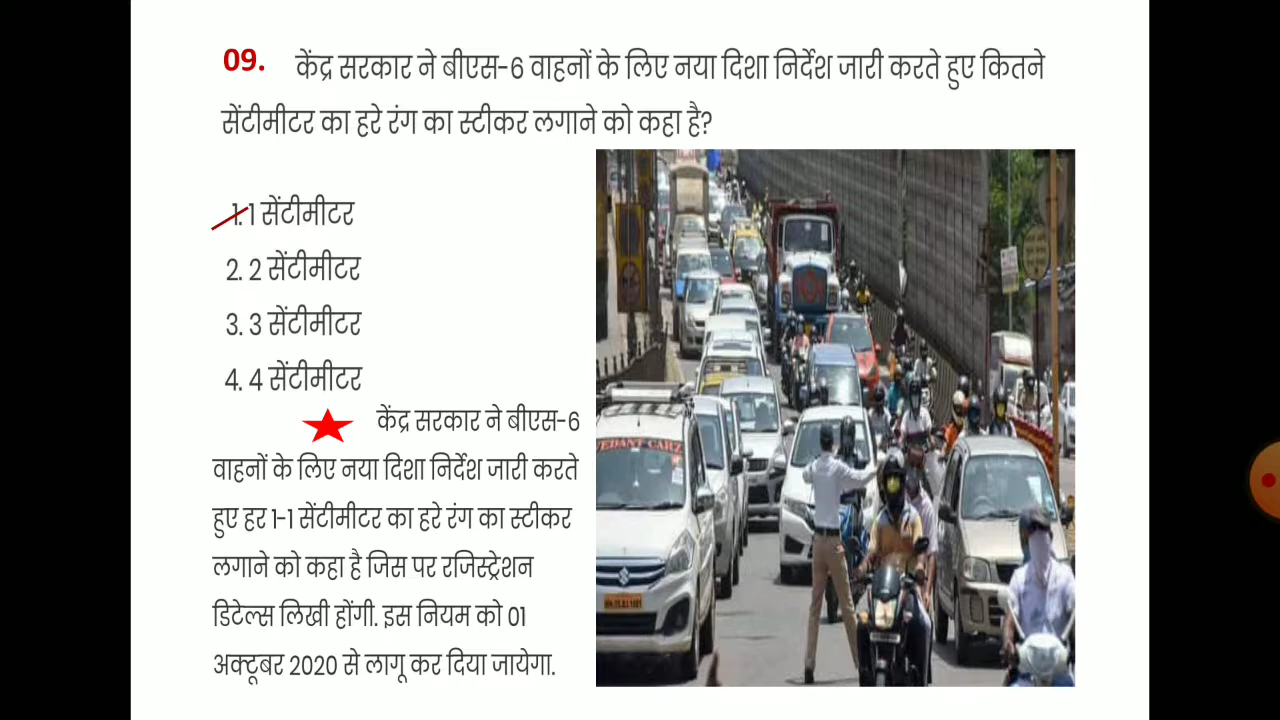 09. केंद्र सरकार ने बीएस-6 वाहनों के लिए नया दिशा निर्देश जारी करते हुए कितने
सेंटीमीटर का हरे रंग का स्टीकर लगाने को कहा है?
1. 1 सेंटीमीटर
2. 2 सेंटीमीटर
3. 3 सेंटीमीटर
4. 4 सेंटीमीटर
केंद्र सरकार ने बीएस-6
वाहनों के लिए नया दिशा निर्देश जारी करते
हुए हर 1-1 सेंटीमीटर का हरे रंग का स्टीकर
लगाने को कहा है जिस पर रजिस्ट्रेशन
डिटेल्स लिखी होंगी. इस नियम को 01
अक्टूबर 2020 से लागू कर दिया जायेगा.
VEDANT CARZ